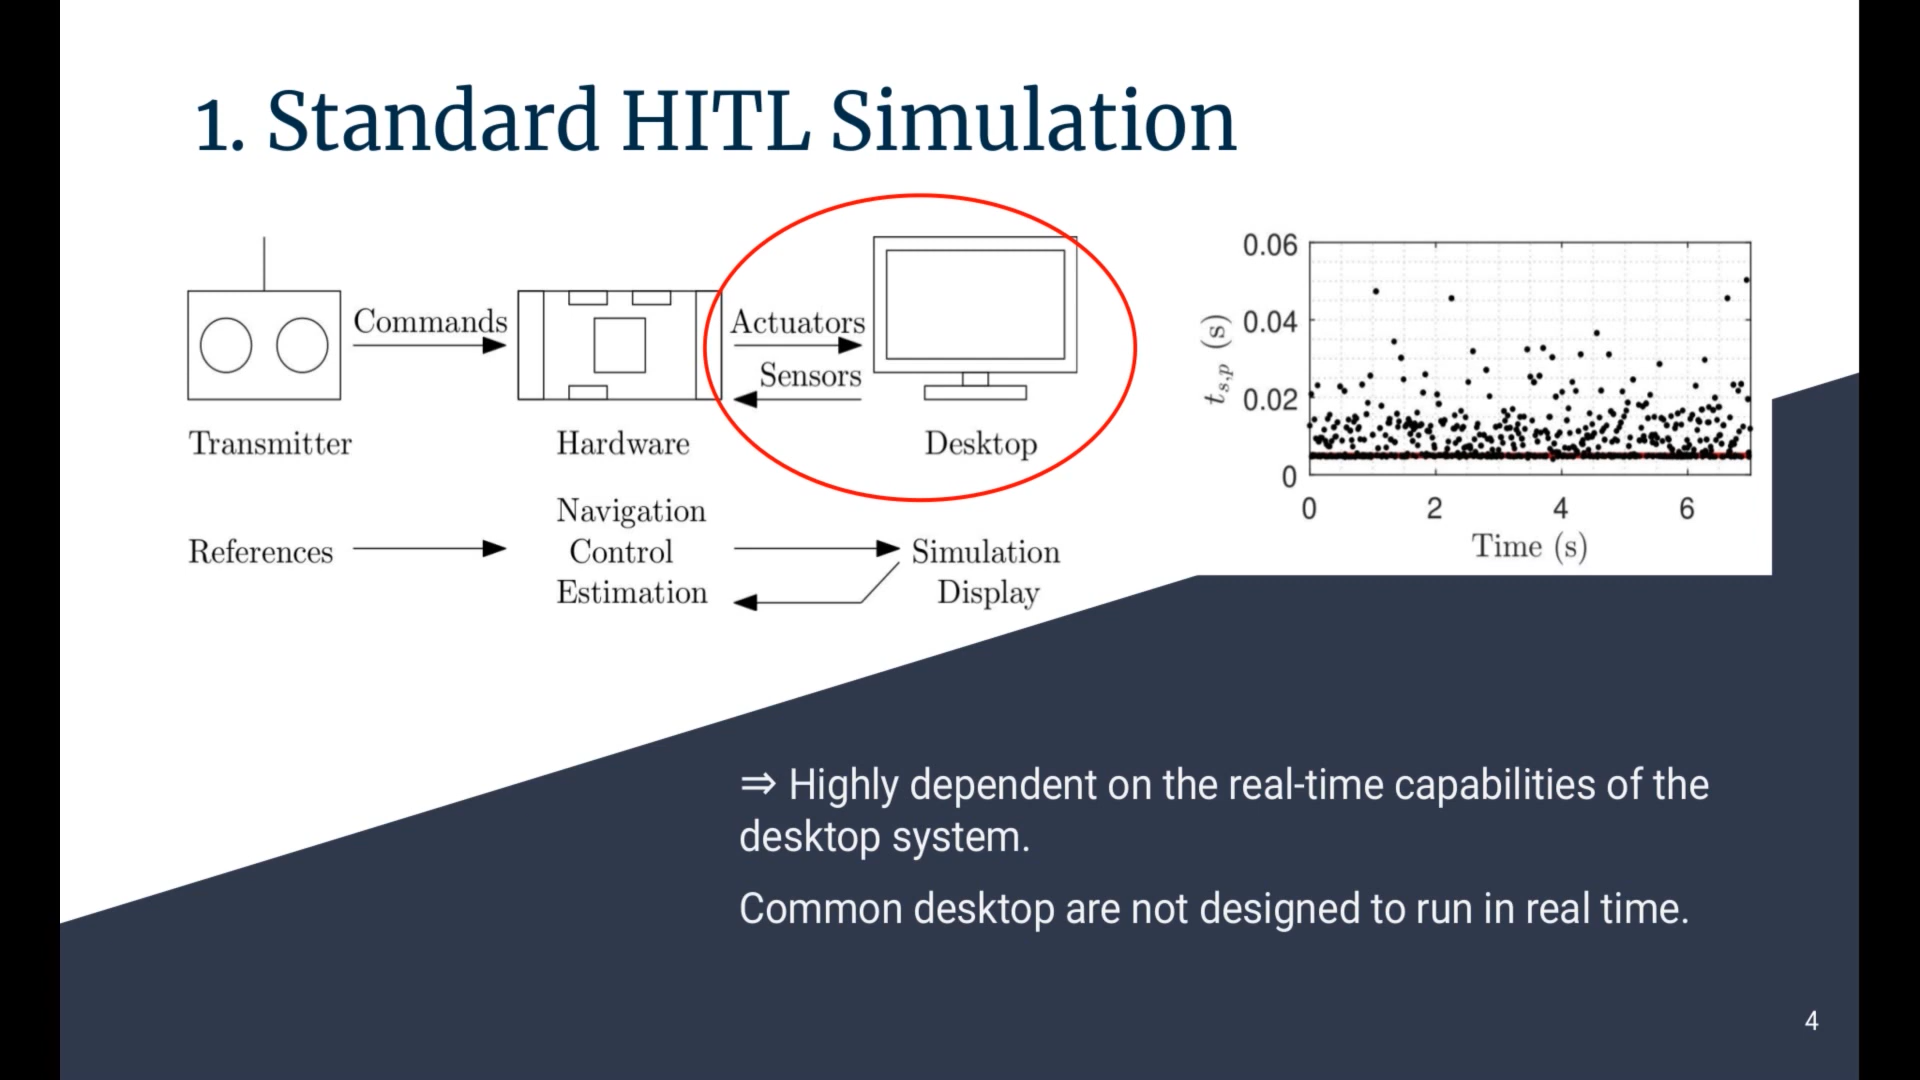 1. Standard HITL Simulation
Commands
Actuators
Sensors
Transmitter
Hardware
Desktop
References
Navigation
Control
Estimation
Simulation
Display
0.06
0.04
0.02
0
t_{s,p} (s)
0 2 4 6
Time (s)
⇒ Highly dependent on the real-time capabilities of the
desktop system.
Common desktop are not designed to run in real time.
4